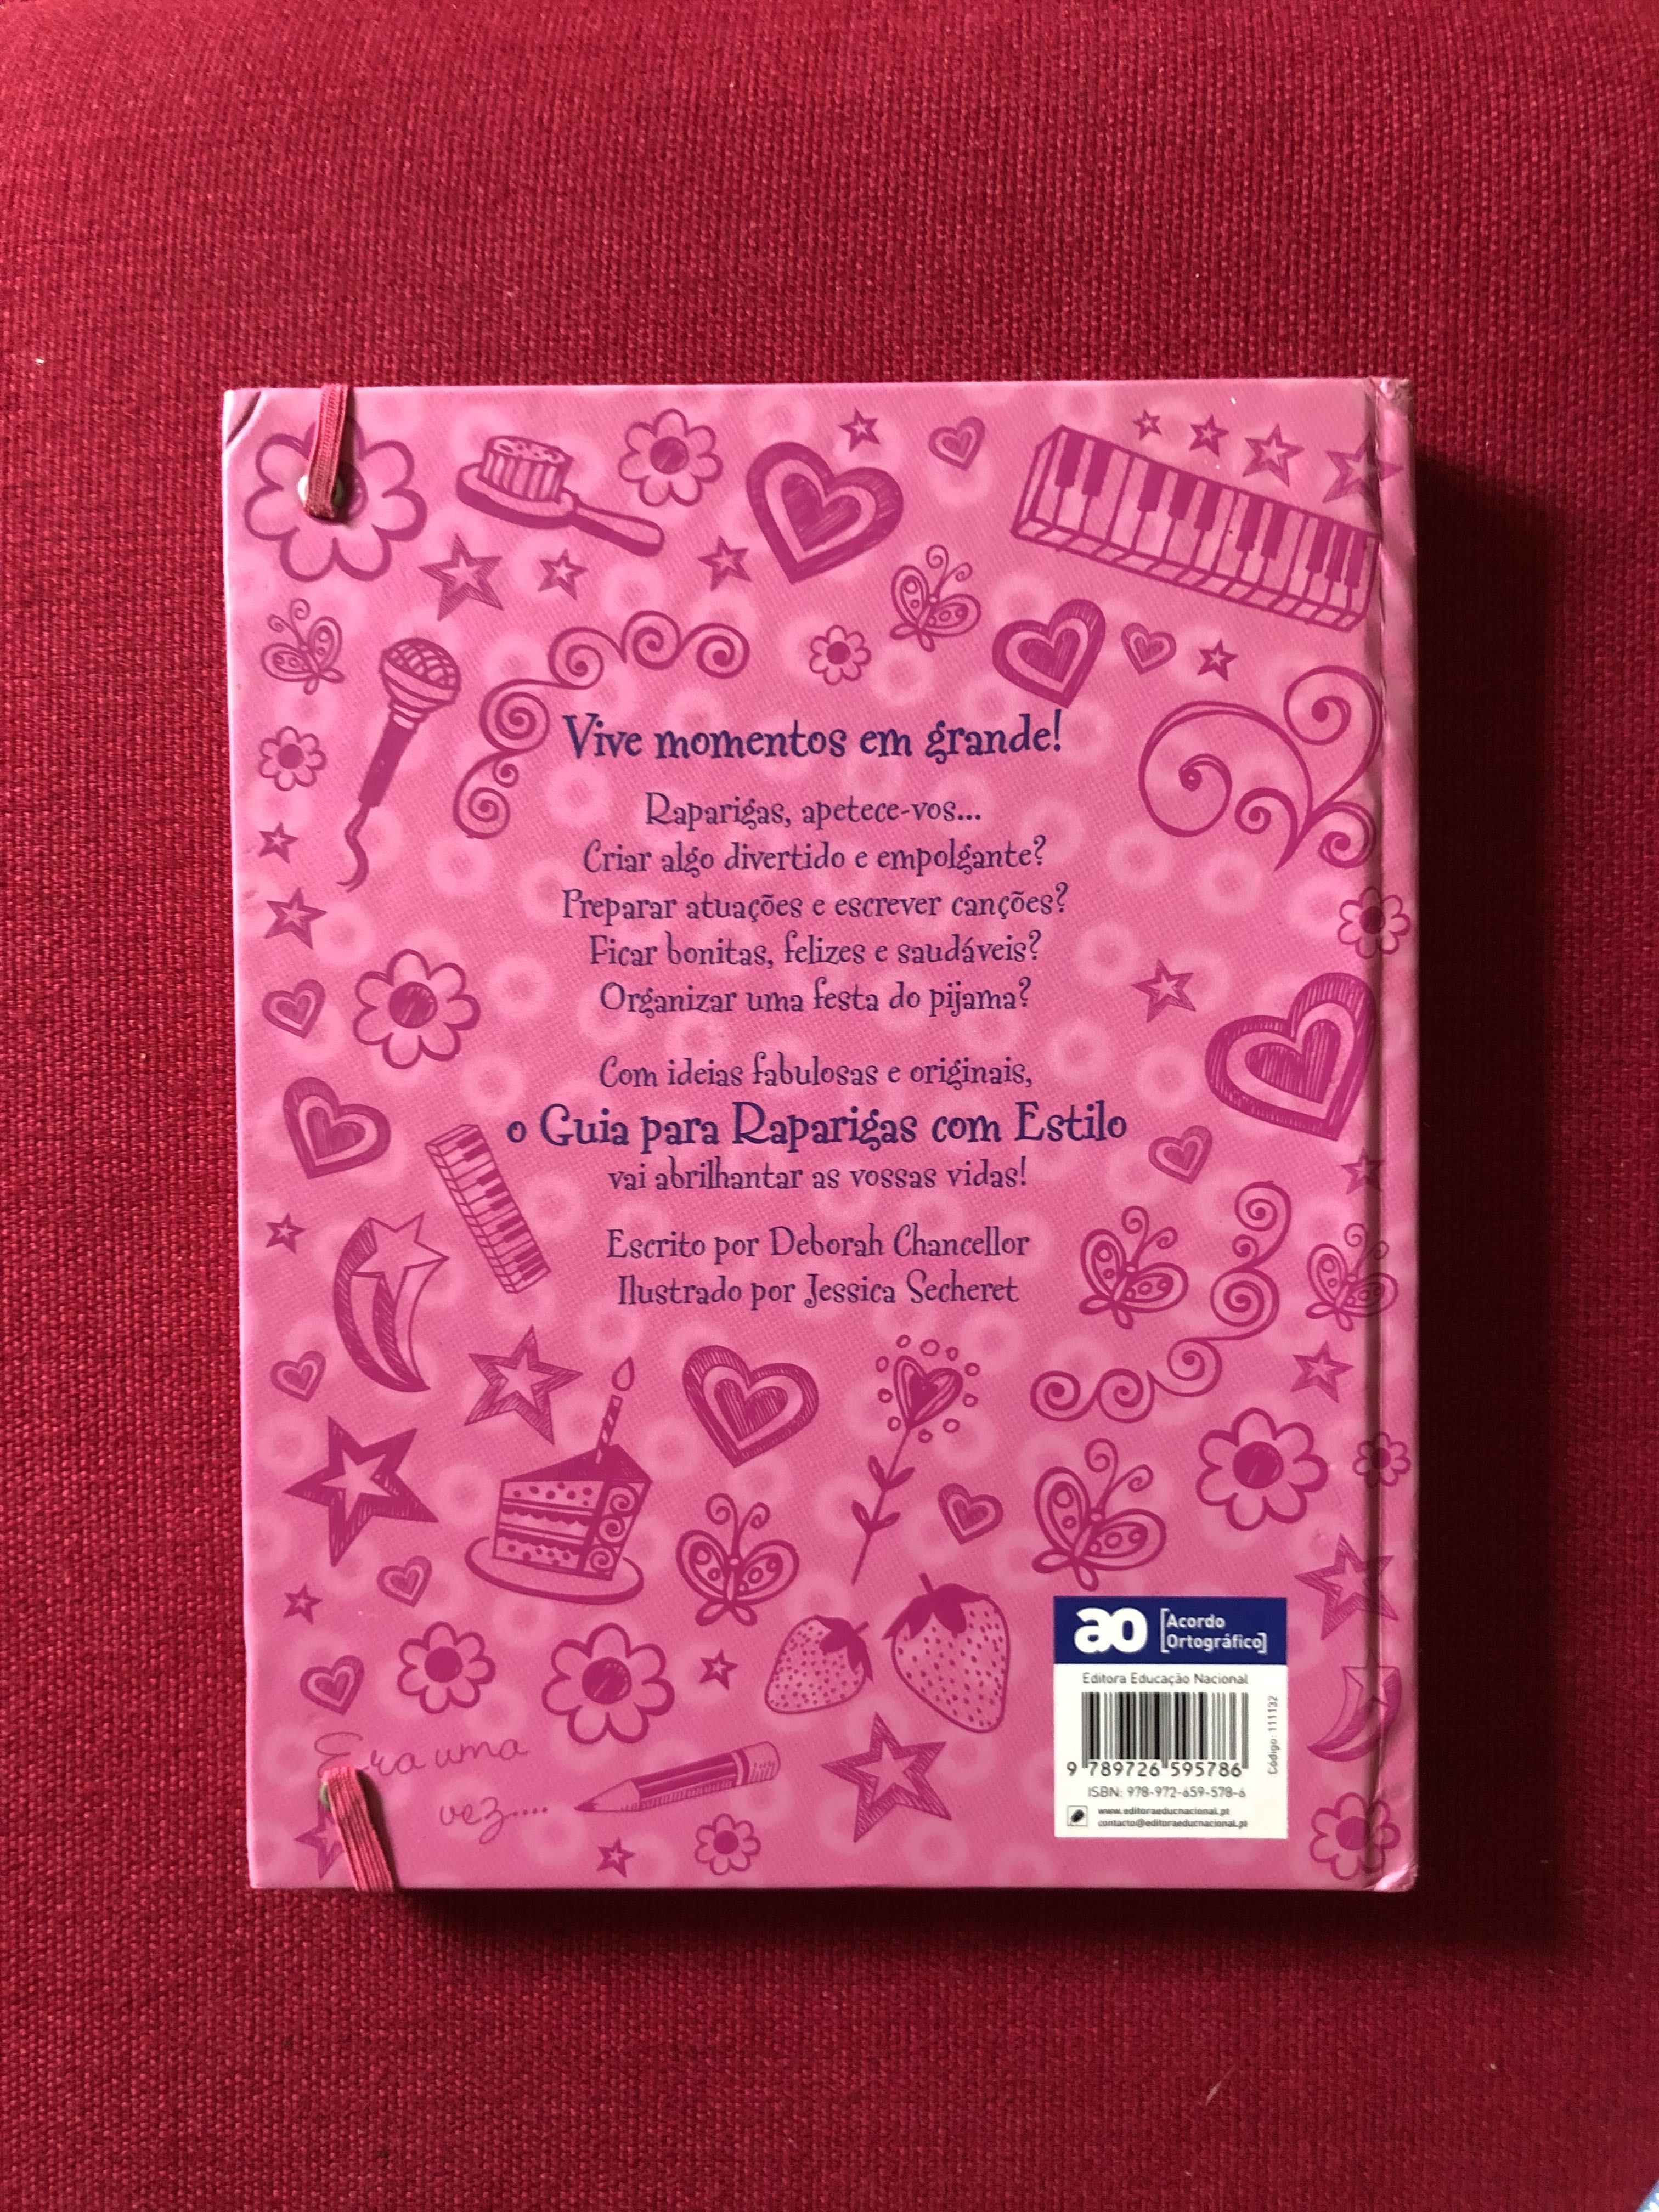 Vive momentos em grande!
Raparigas, apetece-vos...
Criar algo divertido e empolgante?
Preparar atuações e escrever canções?
Ficar bonitas, felizes e saudáveis?
Organizar uma festa do pijama?
Com ideias fabulosas e originais,
o Guia para Raparigas com Estilo
vai abrilhantar as vossas vidas!
Escrito por Deborah Chancellor
Ilustrado por Jessica Secheret
Era uma
vez....
ao [Acordo
Ortográfico]
Editora Educação Nacional
9 789726 595786
Código: 111132
ISBN: 978-972-659-578-6
www.editoraeducnacional.pt
contacto@editoraeducnacional.pt